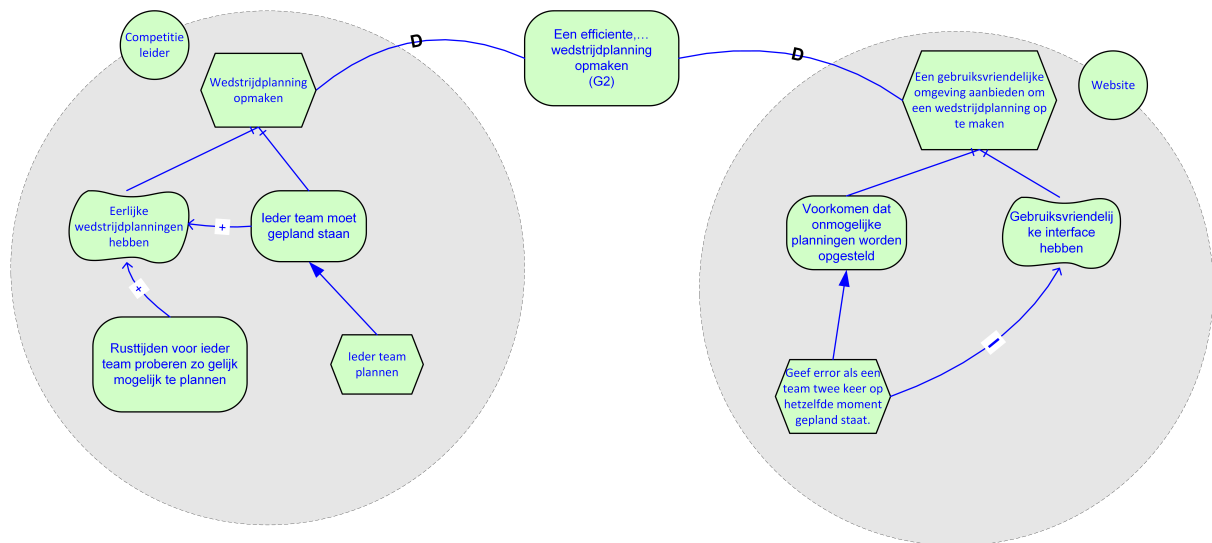 Competitie
leider
Wedstrijdplanning
opmaken
D
Een efficiente,...
wedstrijdplanning
opmaken
(G2)
D
Een gebruiksvriendelijke
omgeving aanbieden om
een wedstrijdplanning op
te maken
Website
Eerlijke
wedstrijdplanningen
hebben
+
Ieder team moet
gepland staan
+
Rusttijden voor ieder
team proberen zo gelijk
mogelijk te plannen
Ieder team
plannen
Voorkomen dat
onmogelijke
planningen worden
opgesteld
Gebruiksvriendelij
ke interface
hebben
Geef error als een
team twee keer op
hetzelfde moment
gepland staat.
-